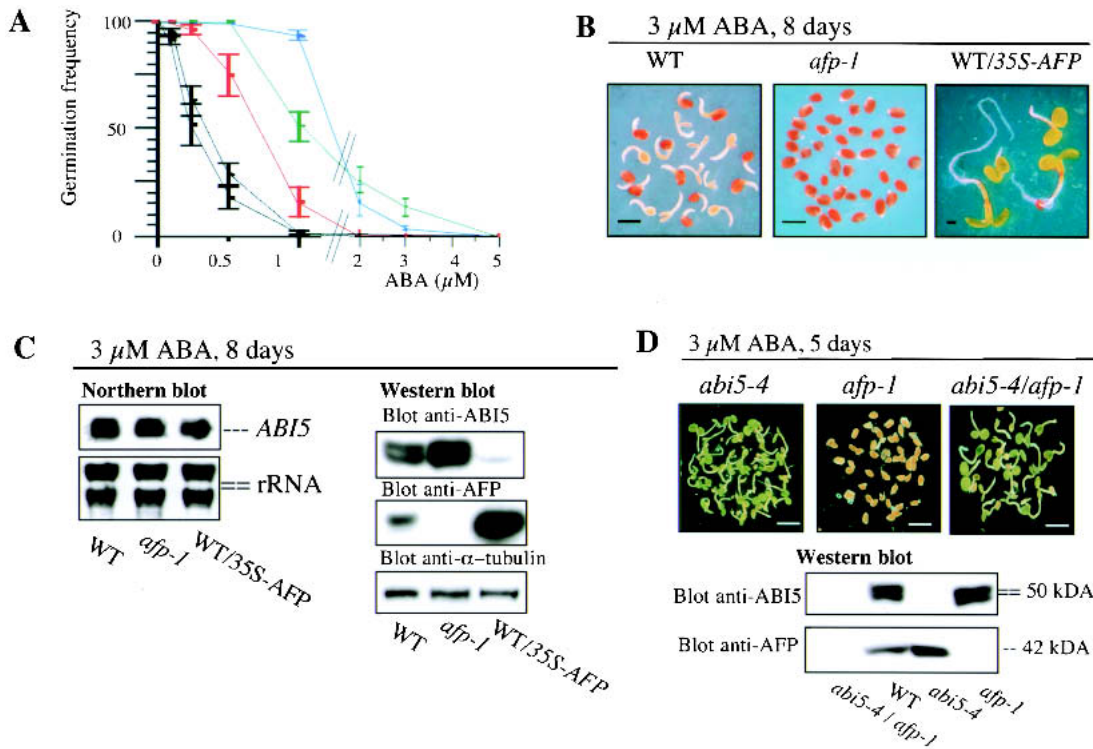 A
Germination frequency
100
50
0
0 0.5 1 2 3 4 5
ABA (µM)
B
3 µM ABA, 8 days
WT afp-1 WT/35S-AFP
C
3 µM ABA, 8 days
Northern blot
--- ABI5
rRNA
WT afp-1 WT/35S-AFP
Western blot
Blot anti-ABI5
Blot anti-AFP
Blot anti-α-tubulin
WT afp-1 WT/35S-AFP
D
3 µM ABA, 5 days
abi5-4 afp-1 abi5-4/afp-1
Western blot
Blot anti-ABI5 == 50 kDA
Blot anti-AFP -- 42 kDA
abi5-4 / afp-1 WT abi5-4 afp-1